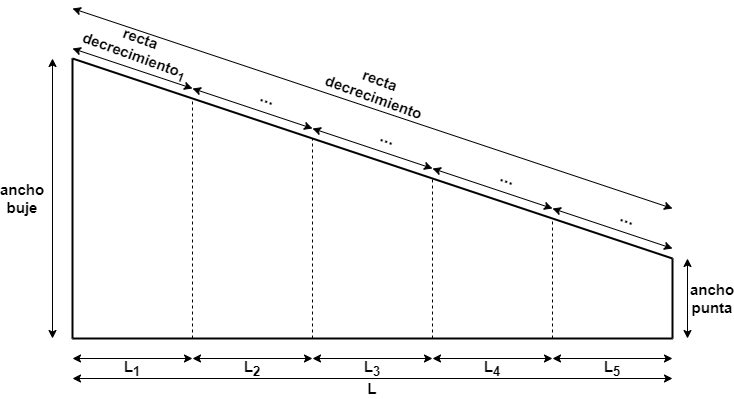 recta
decrecimiento1
...
recta
decrecimiento
...
...
...
ancho
buje
ancho
punta
L1
L2
L3
L4
L5
L